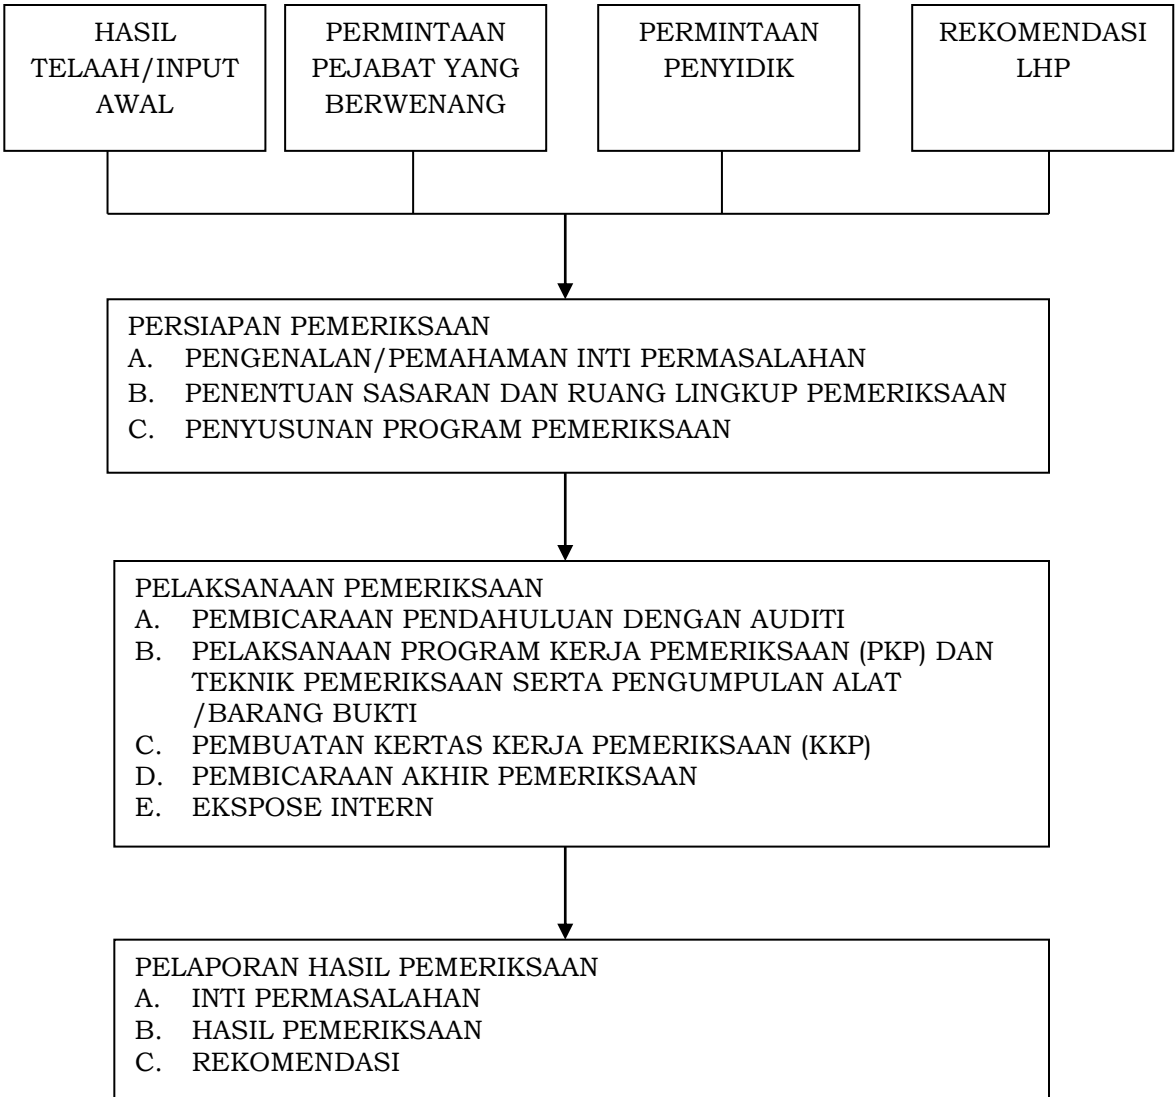 HASIL
TELAAH/INPUT
AWAL
PERMINTAAN
PEJABAT YANG
BERWENANG
PERMINTAAN
PENYIDIK
REKOMENDASI
LHP
PERSIAPAN PEMERIKSAAN
A. PENGENALAN/PEMAHAMAN INTI PERMASALAHAN
B. PENENTUAN SASARAN DAN RUANG LINGKUP PEMERIKSAAN
C. PENYUSUNAN PROGRAM PEMERIKSAAN
PELAKSANAAN PEMERIKSAAN
A. PEMBICARAAN PENDAHULUAN DENGAN AUDITI
B. PELAKSANAAN PROGRAM KERJA PEMERIKSAAN (PKP) DAN
TEKNIK PEMERIKSAAN SERTA PENGUMPULAN ALAT
/BARANG BUKTI
C. PEMBUATAN KERTAS KERJA PEMERIKSAAN (KKP)
D. PEMBICARAAN AKHIR PEMERIKSAAN
E. EKSPOSE INTERN
PELAPORAN HASIL PEMERIKSAAN
A. INTI PERMASALAHAN
B. HASIL PEMERIKSAAN
C. REKOMENDASI